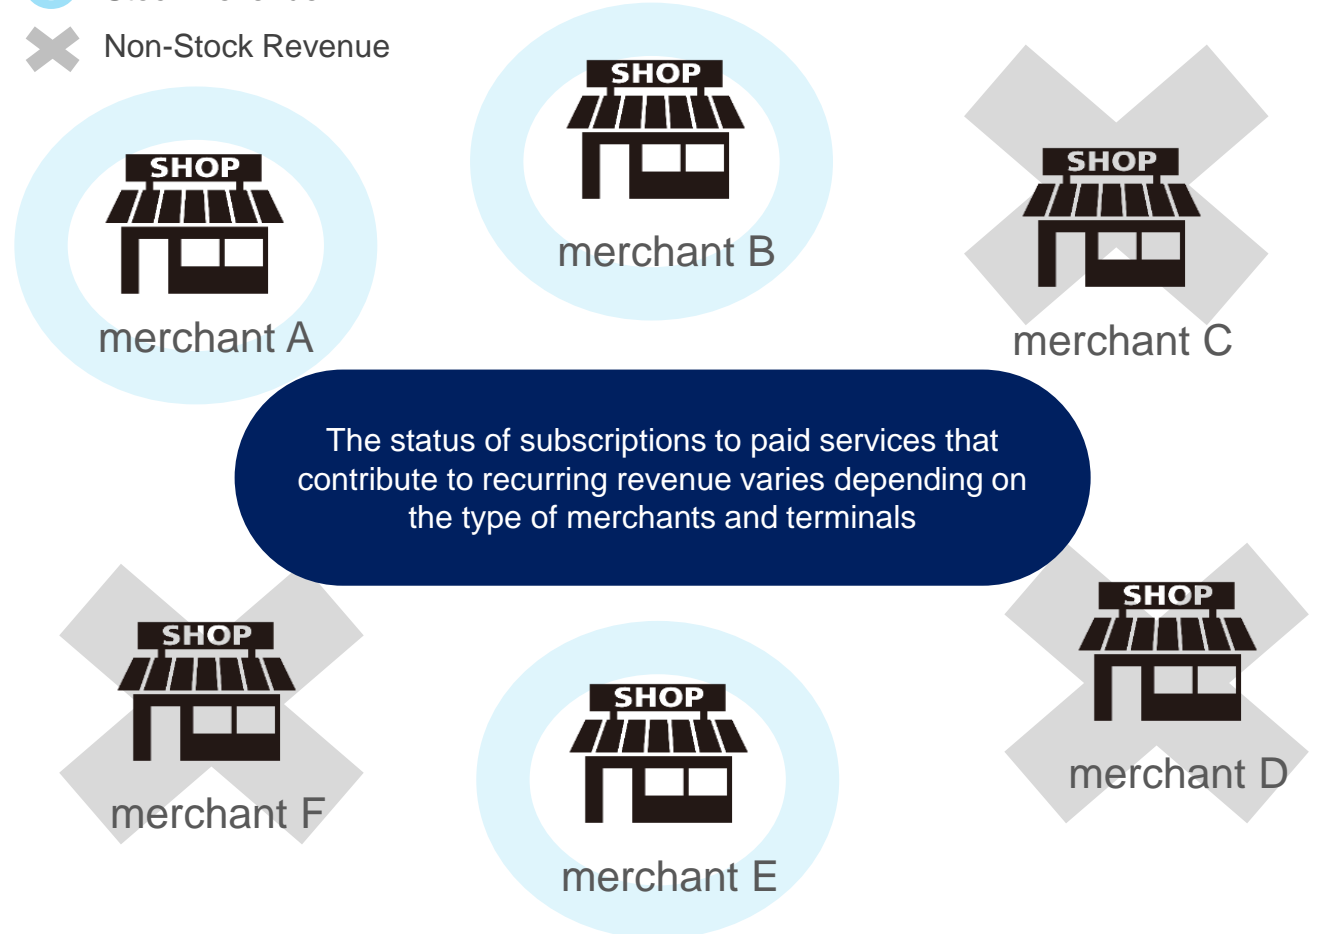 Non-Stock Revenue
SHOP
merchant A
SHOP
merchant B
SHOP
merchant C
The status of subscriptions to paid services that
contribute to recurring revenue varies depending on
the type of merchants and terminals
SHOP
merchant F
SHOP
merchant E
SHOP
merchant D